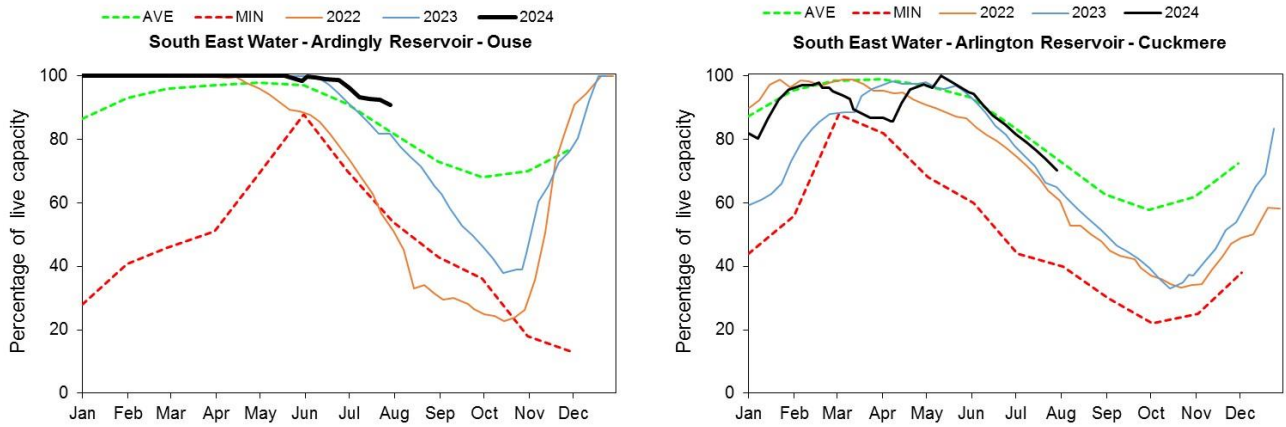 AVE MIN 2022 2023 2024
South East Water - Ardingly Reservoir - Ouse
Percentage of live capacity
100
80
60
40
20
0
Jan Feb Mar Apr May Jun Jul Aug Sep Oct Nov Dec
AVE MIN 2022 2023 2024
South East Water - Arlington Reservoir - Cuckmere
Percentage of live capacity
100
80
60
40
20
0
Jan Feb Mar Apr May Jun Jul Aug Sep Oct Nov Dec